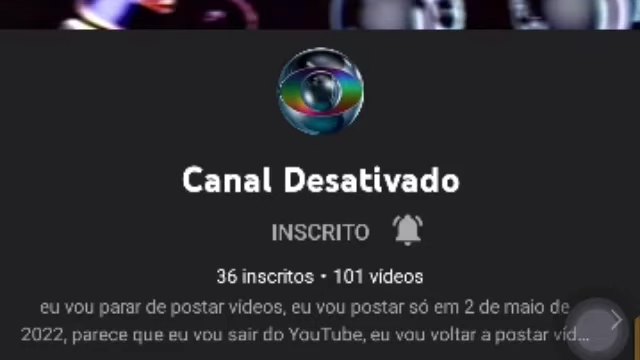 Canal Desativado
INSCRITO
36 inscritos • 101 vídeos
eu vou parar de postar vídeos, eu vou postar só em 2 de maio de
2022, parece que eu vou sair do YouTube, eu vou voltar a postar víd...